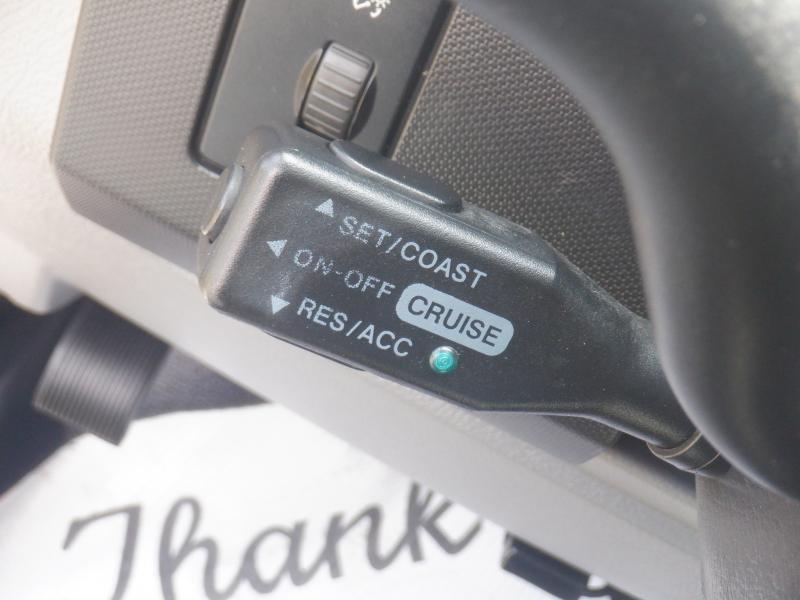 SET/COAST
ON-OFF
CRUISE
RES/ACC
Thank